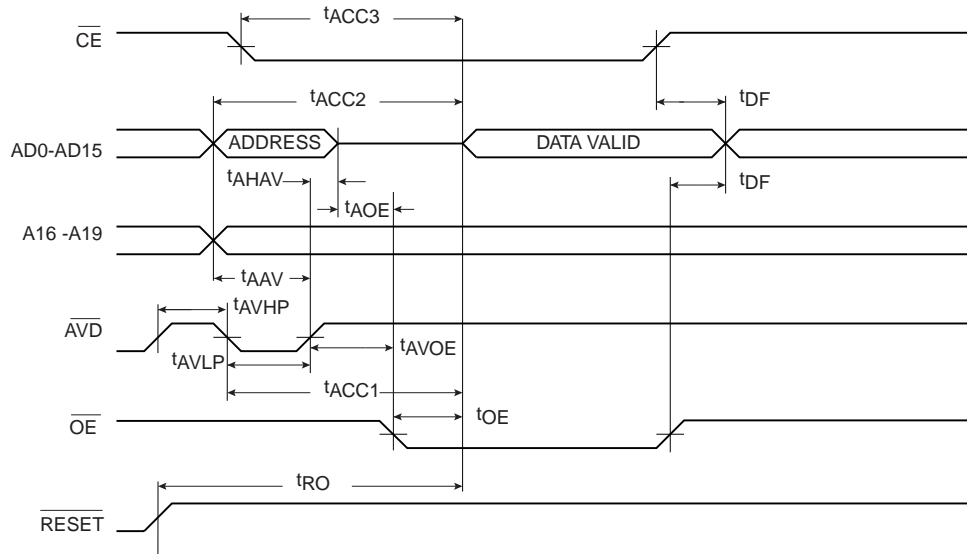 tACC3
CE
tACC2
tDF
AD0-AD15
ADDRESS
DATA VALID
tAHAV
tDF
tAOE
A16 -A19
tAAV
tAVHP
AVD
tAVOE
tAVLP
tACC1
OE
tOE
tRO
RESET